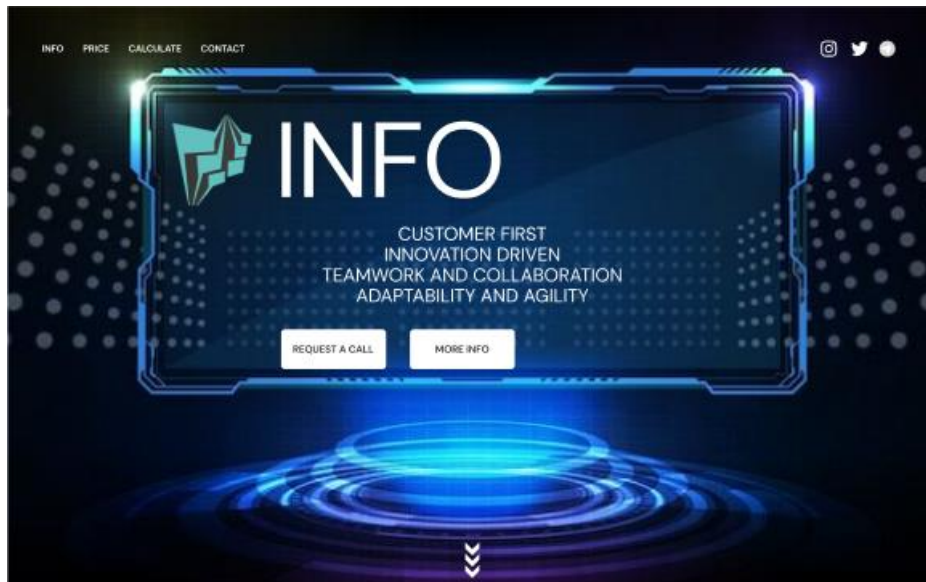 INFO PRICE CALCULATE CONTACT
INFO
CUSTOMER FIRST
INNOVATION DRIVEN
TEAMWORK AND COLLABORATION
ADAPTABILITY AND AGILITY
REQUEST A CALL MORE INFO